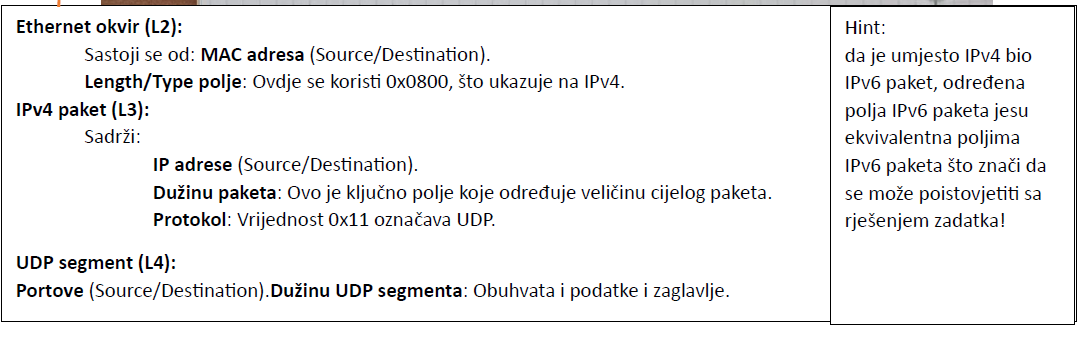 Ethernet okvir (L2):
Sastoji se od: MAC adresa (Source/Destination).
Length/Type polje: Ovdje se koristi 0x0800, što ukazuje na IPv4.
IPv4 paket (L3):
Sadrži:
IP adrese (Source/Destination).
Dužinu paketa: Ovo je ključno polje koje određuje veličinu cijelog paketa.
Protokol: Vrijednost 0x11 označava UDP.
UDP segment (L4):
Portove (Source/Destination).Dužinu UDP segmenta: Obuhvata i podatke i zaglavlje.
Hint:
da je umjesto IPv4 bio
IPv6 paket, određena
polja IPv6 paketa jesu
ekvivalentna poljima
IPv6 paketa što znači da
se može poistovjetiti sa
rješenjem zadatka!